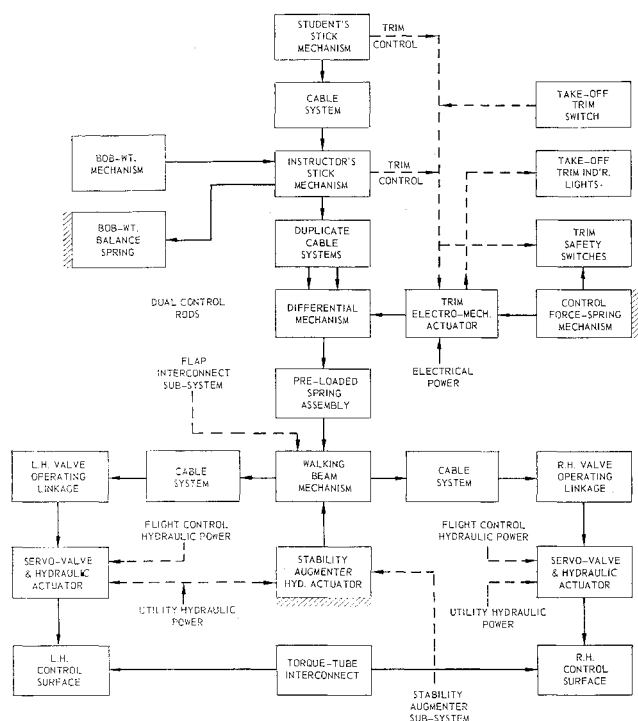 STUDENT'S
STICK MECHANISM
TRIM
CONTROL
CABLE
SYSTEM
TAKE-OFF
TRIM
SWITCH
BOB-WT.
MECHANISM
INSTRUCTOR'S
STICK
MECHANISM
TRIM
CONTROL
TAKE-OFF
TRIM IND'R.
LIGHTS
BOB-WT.
BALANCE
SPRING
DUPLICATE
CABLE
SYSTEMS
TRIM
SAFETY
SWITCHES
DUAL CONTROL
RODS
DIFFERENTIAL
MECHANISM
TRIM
ELECTRO-MECH.
ACTUATOR
CONTROL
FORCE-SPRING
MECHANISM
FLAP
INTERCONNECT
SUB-SYSTEM
PRE-LOADED
SPRING
ASSEMBLY
ELECTRICAL
POWER
L.H. VALVE
OPERATING
LINKAGE
CABLE
SYSTEM
WALKING
BEAM
MECHANISM
CABLE
SYSTEM
R.H. VALVE
OPERATING
LINKAGE
FLIGHT CONTROL
HYDRAULIC POWER
FLIGHT CONTROL
HYDRAULIC POWER
SERVO-VALVE
& HYDRAULIC
ACTUATOR
STABILITY
AUGMENTER
HYD. ACTUATOR
SERVO-VALVE
& HYDRAULIC
ACTUATOR
UTILITY HYDRAULIC
POWER
UTILITY HYDRAULIC
POWER
L.H.
CONTROL
SURFACE
TORQUE-TUBE
INTERCONNECT
R.H.
CONTROL
SURFACE
STABILITY
AUGMENTER
SUB-SYSTEM